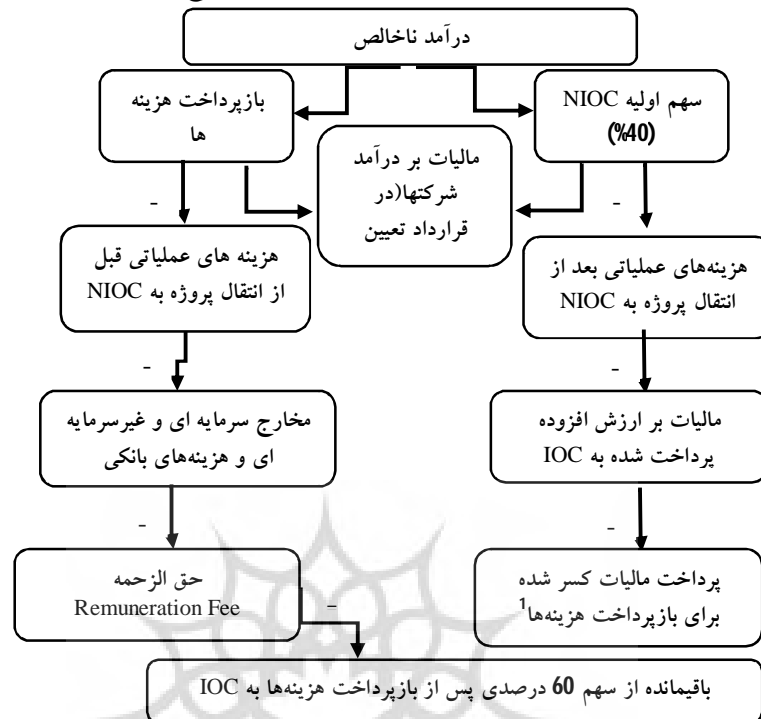 درآمد ناخالص
سهم اولیه NIOC
(%40)
بازپرداخت هزینه
ها
مالیات بر درآمد
شرکتها(در
قرارداد تعیین
هزینه‌های عملیاتی بعد از
انتقال پروژه به NIOC
هزینه های عملیاتی قبل
از انتقال پروژه به NIOC
مالیات بر ارزش افزوده
پرداخت شده به IOC
مخارج سرمایه ای و غیرسرمایه
ای و هزینه‌های بانکی
پرداخت مالیات کسر شده
برای بازپرداخت هزینه‌ها1
حق الزحمه
Remuneration Fee
باقیمانده از سهم 60 درصدی پس از بازپرداخت هزینه‌ها به IOC